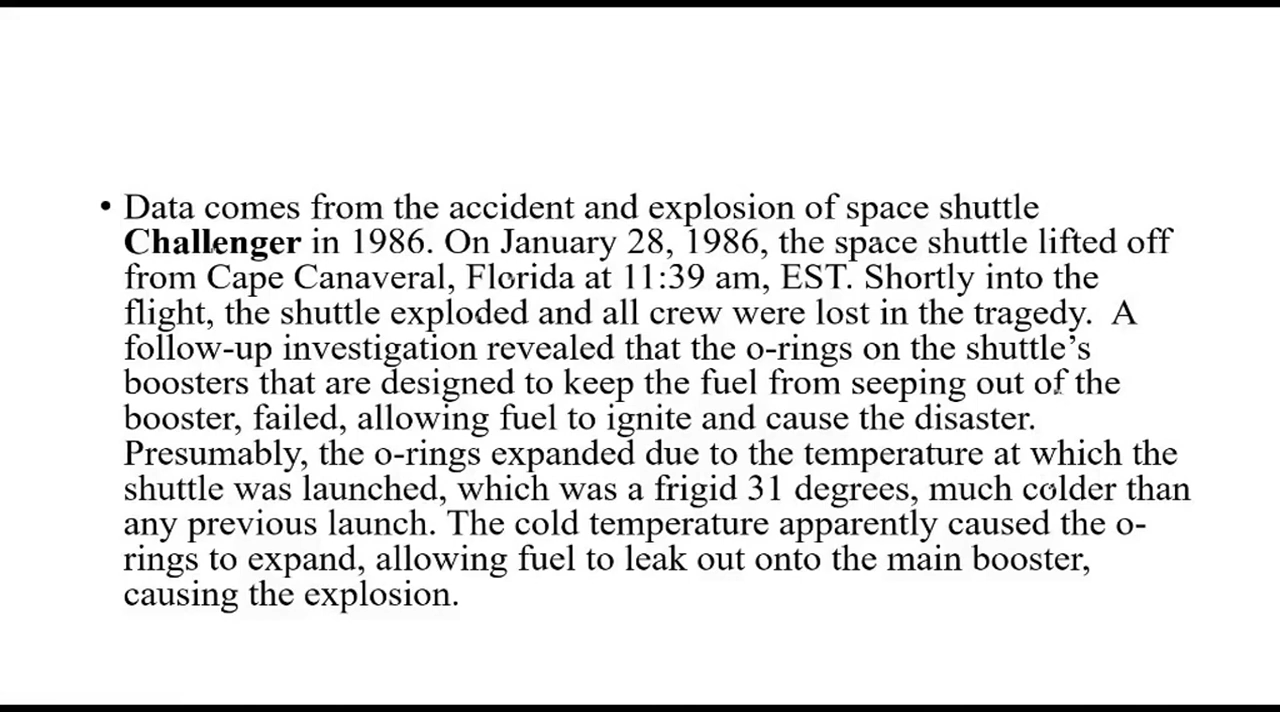 • Data comes from the accident and explosion of space shuttle
Challenger in 1986. On January 28, 1986, the space shuttle lifted off
from Cape Canaveral, Florida at 11:39 am, EST. Shortly into the
flight, the shuttle exploded and all crew were lost in the tragedy.  A
follow-up investigation revealed that the o-rings on the shuttle’s
boosters that are designed to keep the fuel from seeping out of the
booster, failed, allowing fuel to ignite and cause the disaster.
Presumably, the o-rings expanded due to the temperature at which the
shuttle was launched, which was a frigid 31 degrees, much colder than
any previous launch. The cold temperature apparently caused the o-
rings to expand, allowing fuel to leak out onto the main booster,
causing the explosion.